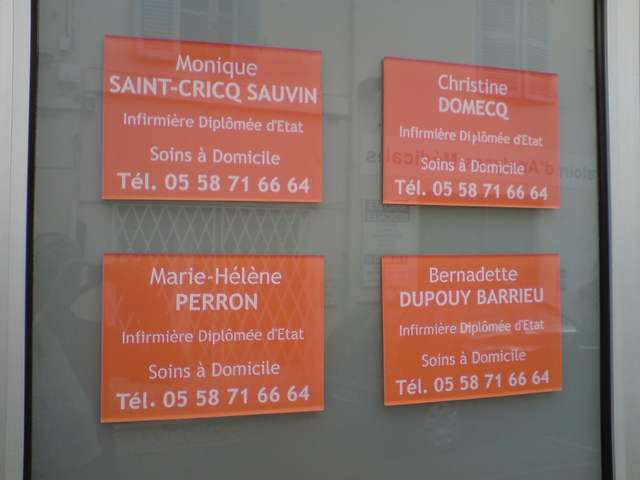 Monique
SAINT-CRICQ SAUVIN
Infirmière Diplômée d'Etat
Soins à Domicile
Tél. 05 58 71 66 64
Christine
DOMECQ
Infirmière Diplômée d'Etat
Soins à Domicile
Tél. 05 58 71 66 64
Marie-Hélène
PERRON
Infirmière Diplômée d'Etat
Soins à Domicile
Tél. 05 58 71 66 64
Bernadette
DUPOUY BARRIEU
Infirmière Diplômée d'Etat
Soins à Domicile
Tél. 05 58 71 66 64